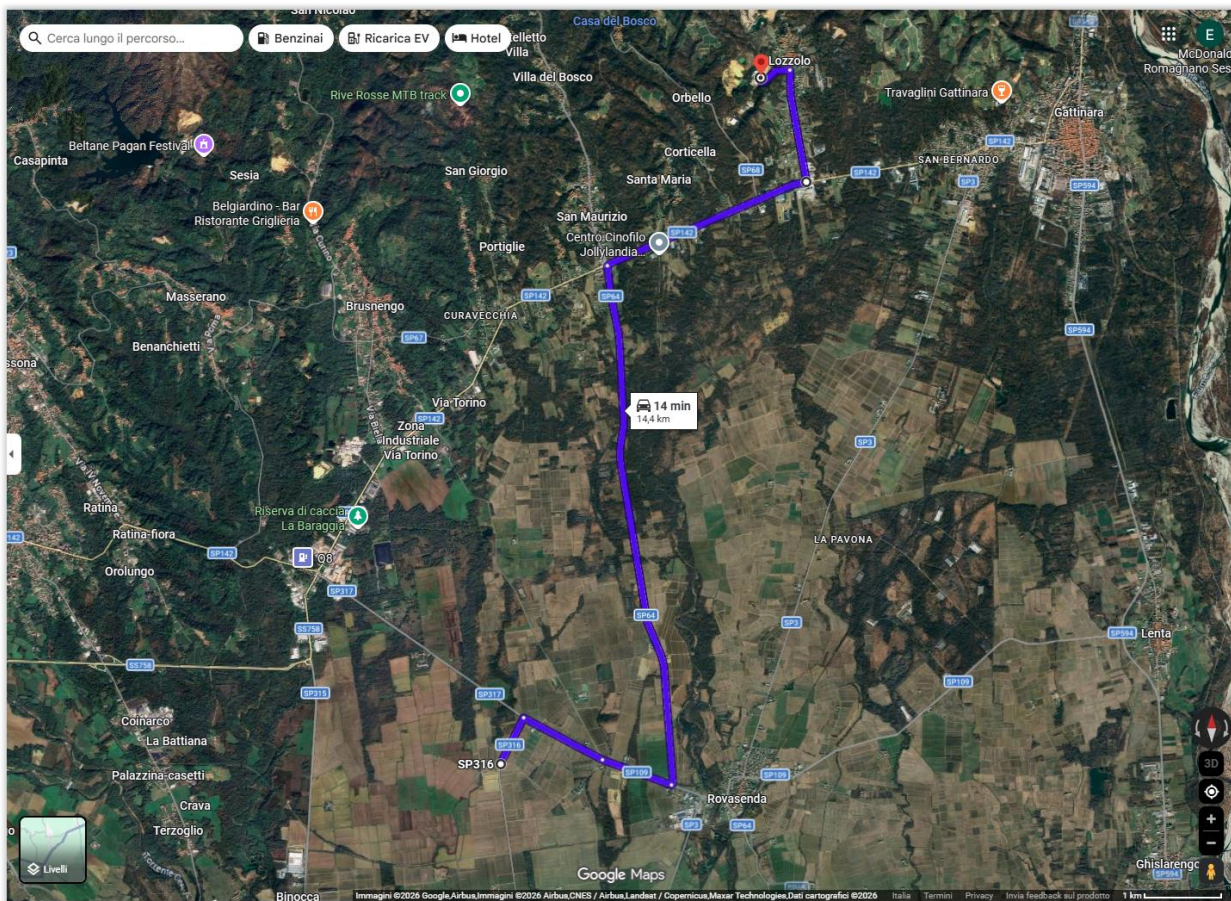 San Nicolao
Casa del Bosco
Cerca lungo il percorso...
Benzinai
Ricarica EV
Hotel
Villa
E
McDonald
Romagnano Ses
Villa del Bosco
Lozzolo
Rive Rosse MTB track
Orbello
Travaglini Gattinara
Gattinara
Beltane Pagan Festival
Casapinta
Sesia
San Giorgio
Corticella
Santa Maria
SP68
SP142
SP142
SAN BERNARDO
SP3
SP594
Belgiardino - Bar
Ristorante Griglieria
San Maurizio
Portiglie
Centro Cinofilo
Jollylandia...
SP142
Masserano
Brusnengo
SP142
SP64
CURAVECCHIA
SP67
SP594
Benanchietti
Via Torino
SP142
14 min
14,4 km
Zona
Industriale
Via Torino
SP3
Ratina
Riserva di caccia
La Baraggia
Ratina-fiora
SP142
SP142
Q8
LA PAVONA
Orolungo
SP317
SP64
SP3
SS758
SP594
Lenta
SS758
SP315
SP317
SP109
Coinarco
La Battiana
SP316
SP316
SP109
SP109
Palazzina-casetti
Rovasenda
Crava
Terzoglio
SP3
SP64
3D
Livelli
Google Maps
Ghislarengo
SP594
Binocca
Immagini ©2026 Google,Airbus,Immagini ©2026 Airbus,CNES / Airbus,Landsat / Copernicus,Maxar Technologies,Dati cartografici ©2026
Italia
Termini
Privacy
Invia feedback sul prodotto
1 km